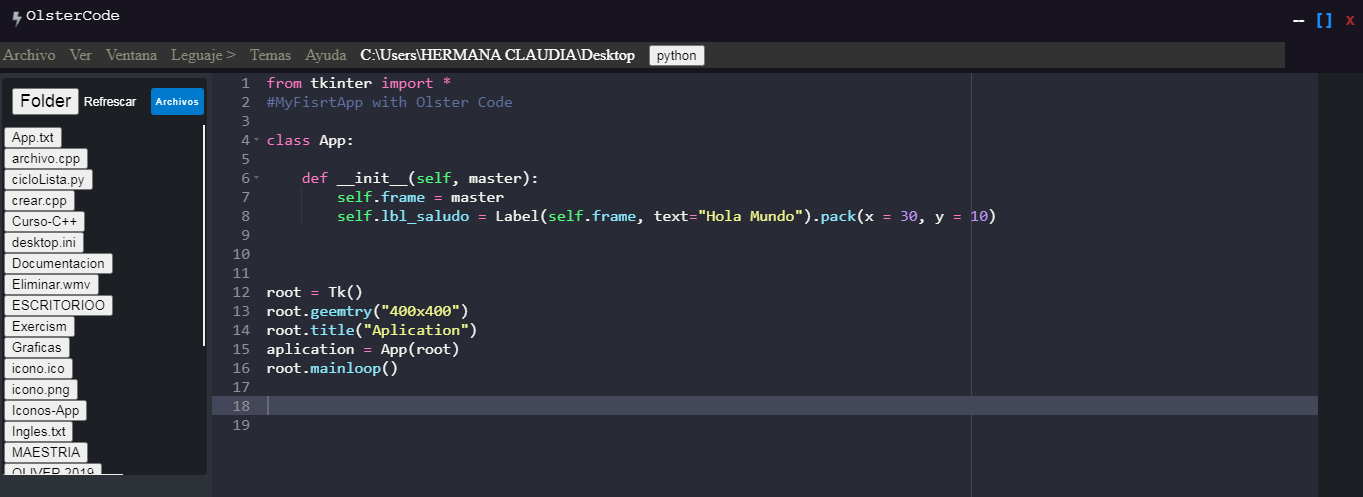 OlsterCode
-- [ ] x
Archivo Ver Ventana Leguaje > Temas Ayuda C:\Users\HERMANA CLAUDIA\Desktop python
Folder Refrescar Archivos
App.txt
archivo.cpp
cicloLista.py
crear.cpp
Curso-C++
desktop.ini
Documentacion
Eliminar.wmv
ESCRITORIOO
Exercism
Graficas
icono.ico
icono.png
Iconos-App
Ingles.txt
MAESTRIA
OLIVER 2019
1 from tkinter import *
2 #MyFisrtApp with Olster Code
3
4 class App:
5
6     def __init__(self, master):
7         self.frame = master
8         self.lbl_saludo = Label(self.frame, text="Hola Mundo").pack(x = 30, y = 10)
9
10
11
12 root = Tk()
13 root.geemtry("400x400")
14 root.title("Aplication")
15 aplication = App(root)
16 root.mainloop()
17
18
19